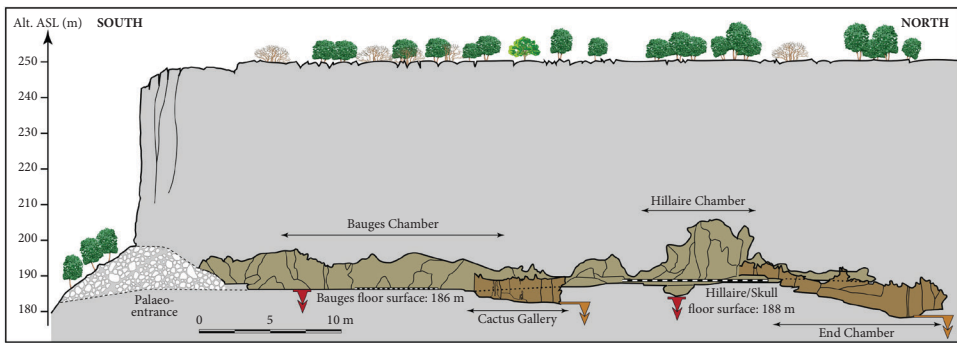 Alt. ASL (m) SOUTH NORTH
250
240
230
220
210
200
190
180
Hillaire Chamber
Bauges Chamber
Palaeo-
entrance
Bauges floor surface: 186 m
Hillaire/Skull
floor surface: 188 m
Cactus Gallery
End Chamber
0 5 10 m